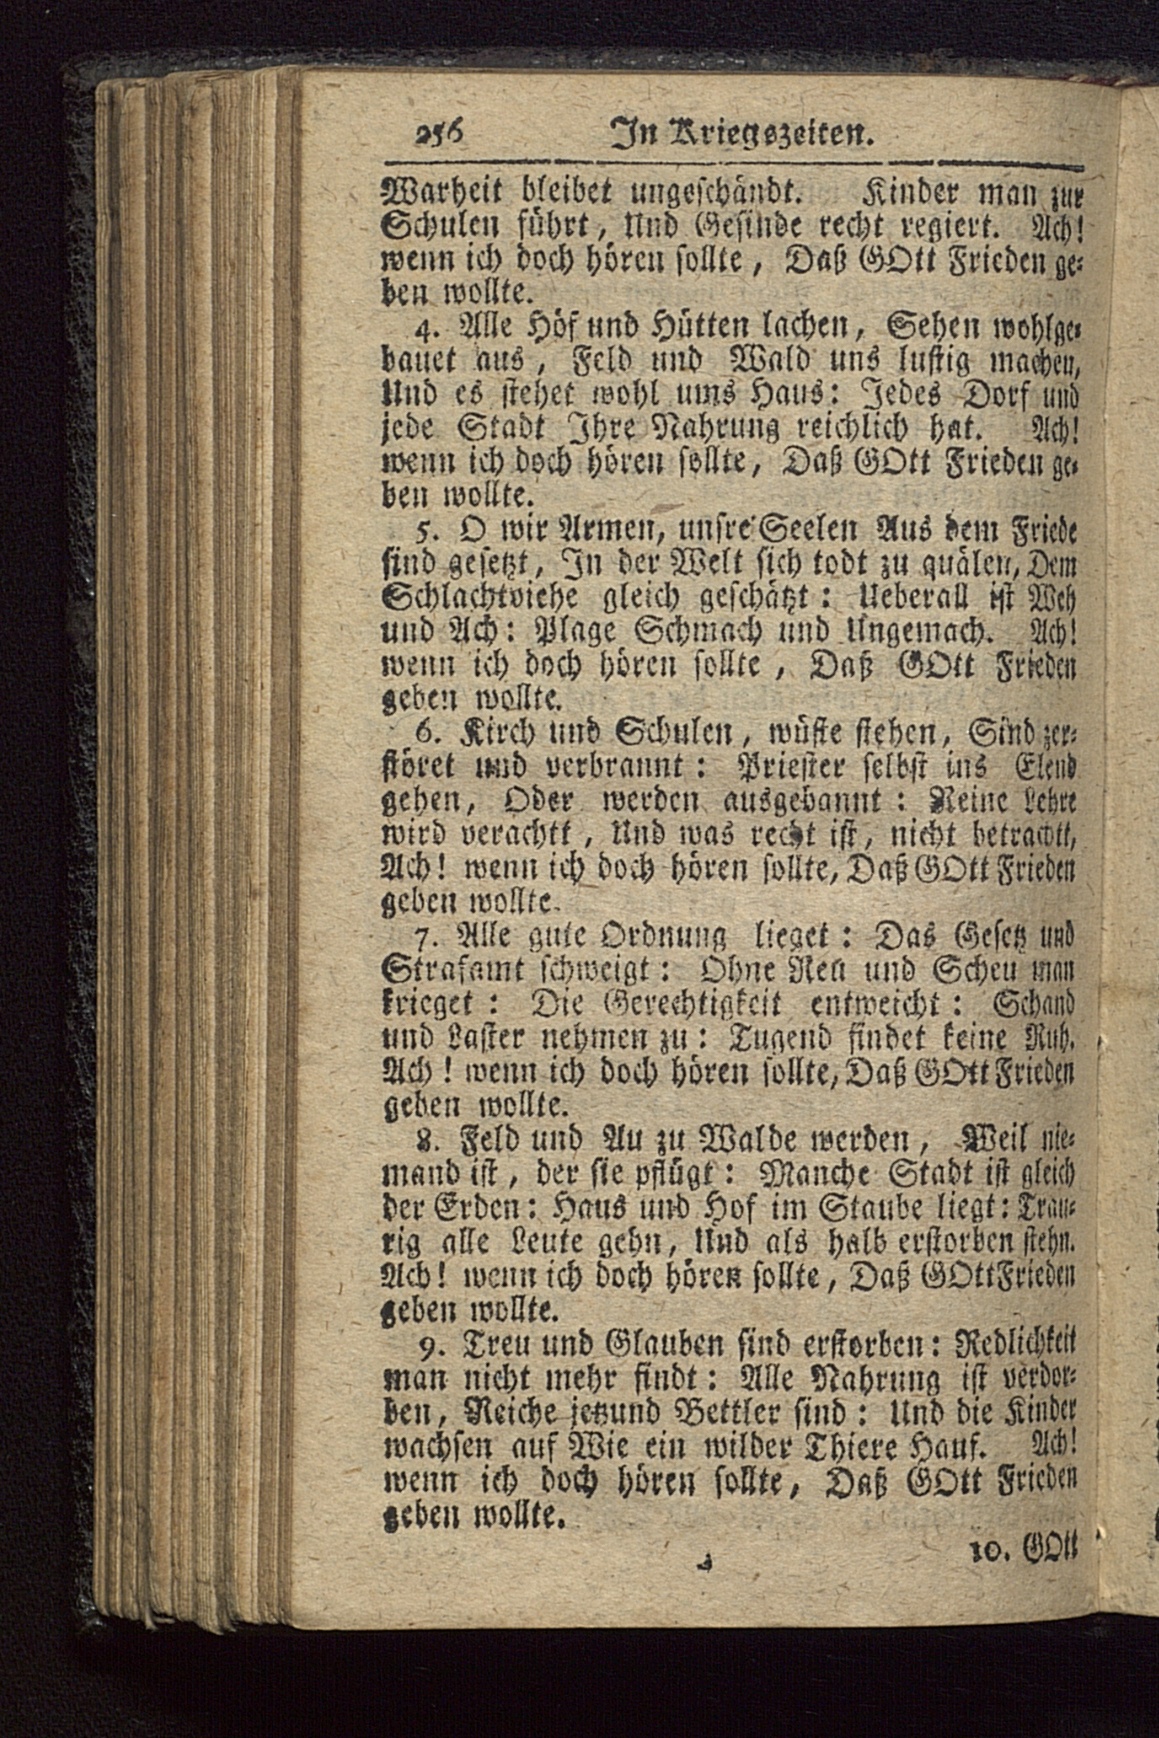 256 In Kriegszeiten.
Warheit bleibet ungeschändt. Kinder man zur
Schulen führt, Und Gesinde recht regiert. Ach!
wenn ich doch hören sollte, Daß GOtt Frieden ge-
ben wollte.
4. Alle Höf und Hütten lachen, Sehen wohlge-
bauet aus, Feld und Wald uns lustig machen,
Und es stehet wohl ums Haus: Jedes Dorf und
jede Stadt Ihre Nahrung reichlich hat. Ach!
wenn ich doch hören sollte, Daß GOtt Frieden ge-
ben wollte.
5. O wir Armen, unsre Seelen Aus dem Friede
sind gesetzt, In der Welt sich todt zu quälen, Dem
Schlachtviehe gleich geschätzt: Ueberall ist Weh
und Ach: Plage Schmach und Ungemach. Ach!
wenn ich doch hören sollte, Daß GOtt Frieden
geben wollte.
6. Kirch und Schulen, wüste stehen, Sind zer-
störet und verbrannt: Priester selbst ins Elend
gehen, Oder werden ausgebannt: Reine Lehre
wird verachtt, Und was recht ist, nicht betrachtt,
Ach! wenn ich doch hören sollte, Daß GOtt Frieden
geben wollte.
7. Alle gute Ordnung lieget: Das Gesetz und
Strafamt schweigt: Ohne Reu und Scheu man
krieget: Die Gerechtigkeit entweicht: Schand
und Laster nehmen zu: Tugend findet keine Ruh.
Ach! wenn ich doch hören sollte, Daß GOtt Frieden
geben wollte.
8. Feld und Au zu Walde werden, Weil nie-
mand ist, der sie pflügt: Manche Stadt ist gleich
der Erden: Haus und Hof im Staube liegt: Trau-
rig alle Leute gehn, Und als halb erstorben stehn.
Ach! wenn ich doch hören sollte, Daß GOtt Frieden
geben wollte.
9. Treu und Glauben sind erstorben: Redlichkeit
man nicht mehr findt: Alle Nahrung ist verdor-
ben, Reiche jetzund Bettler sind: Und die Kinder
wachsen auf Wie ein wilder Thiere Hauf. Ach!
wenn ich doch hören sollte, Daß GOtt Frieden
geben wollte.
10. GOtt